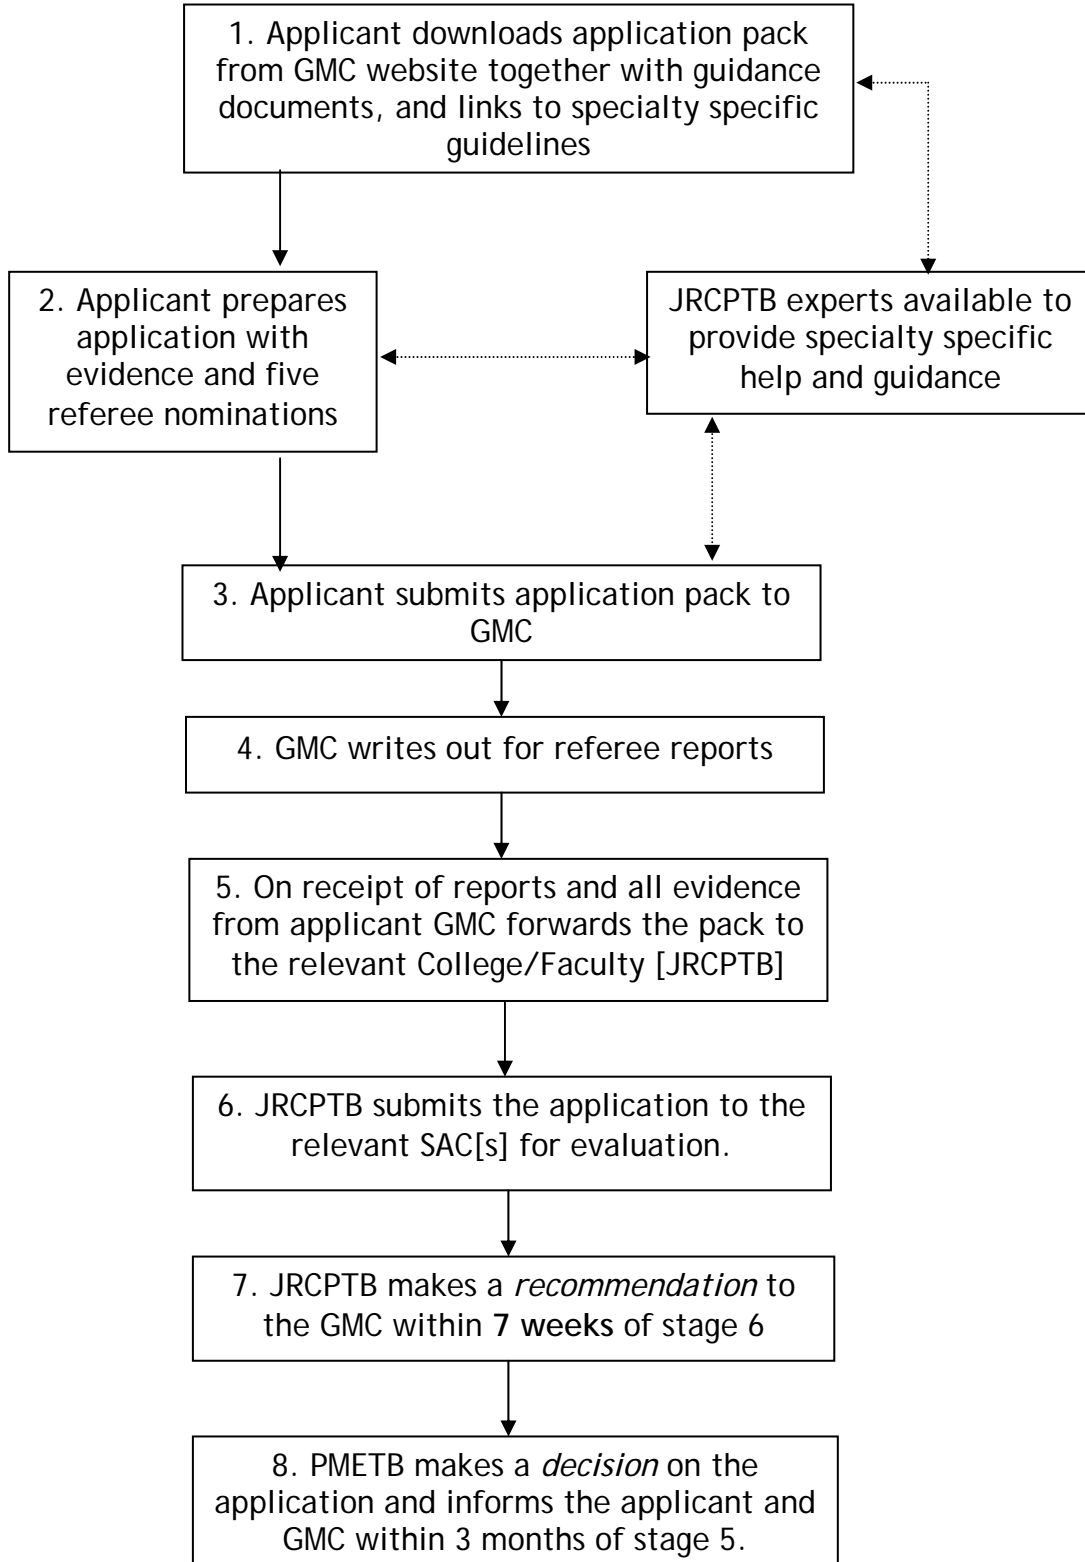 1. Applicant downloads application pack
from GMC website together with guidance
documents, and links to specialty specific
guidelines
2. Applicant prepares
application with
evidence and five
referee nominations
JRCPTB experts available to
provide specialty specific
help and guidance
3. Applicant submits application pack to
GMC
4. GMC writes out for referee reports
5. On receipt of reports and all evidence
from applicant GMC forwards the pack to
the relevant College/Faculty [JRCPTB]
6. JRCPTB submits the application to the
relevant SAC[s] for evaluation.
7. JRCPTB makes a recommendation to
the GMC within 7 weeks of stage 6
8. PMETB makes a decision on the
application and informs the applicant and
GMC within 3 months of stage 5.